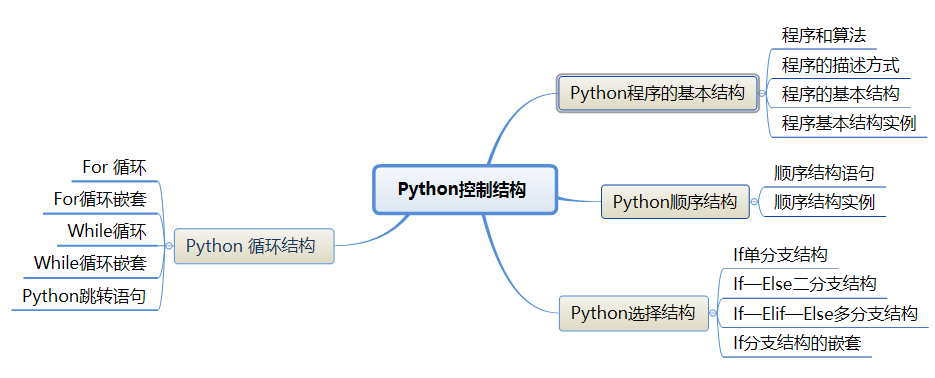 Python控制结构
Python程序的基本结构
程序和算法
程序的描述方式
程序的基本结构
程序基本结构实例
Python顺序结构
顺序结构语句
顺序结构实例
Python选择结构
If单分支结构
If—Else二分支结构
If—Elif—Else多分支结构
If分支结构的嵌套
Python 循环结构
For 循环
For循环嵌套
While循环
While循环嵌套
Python跳转语句